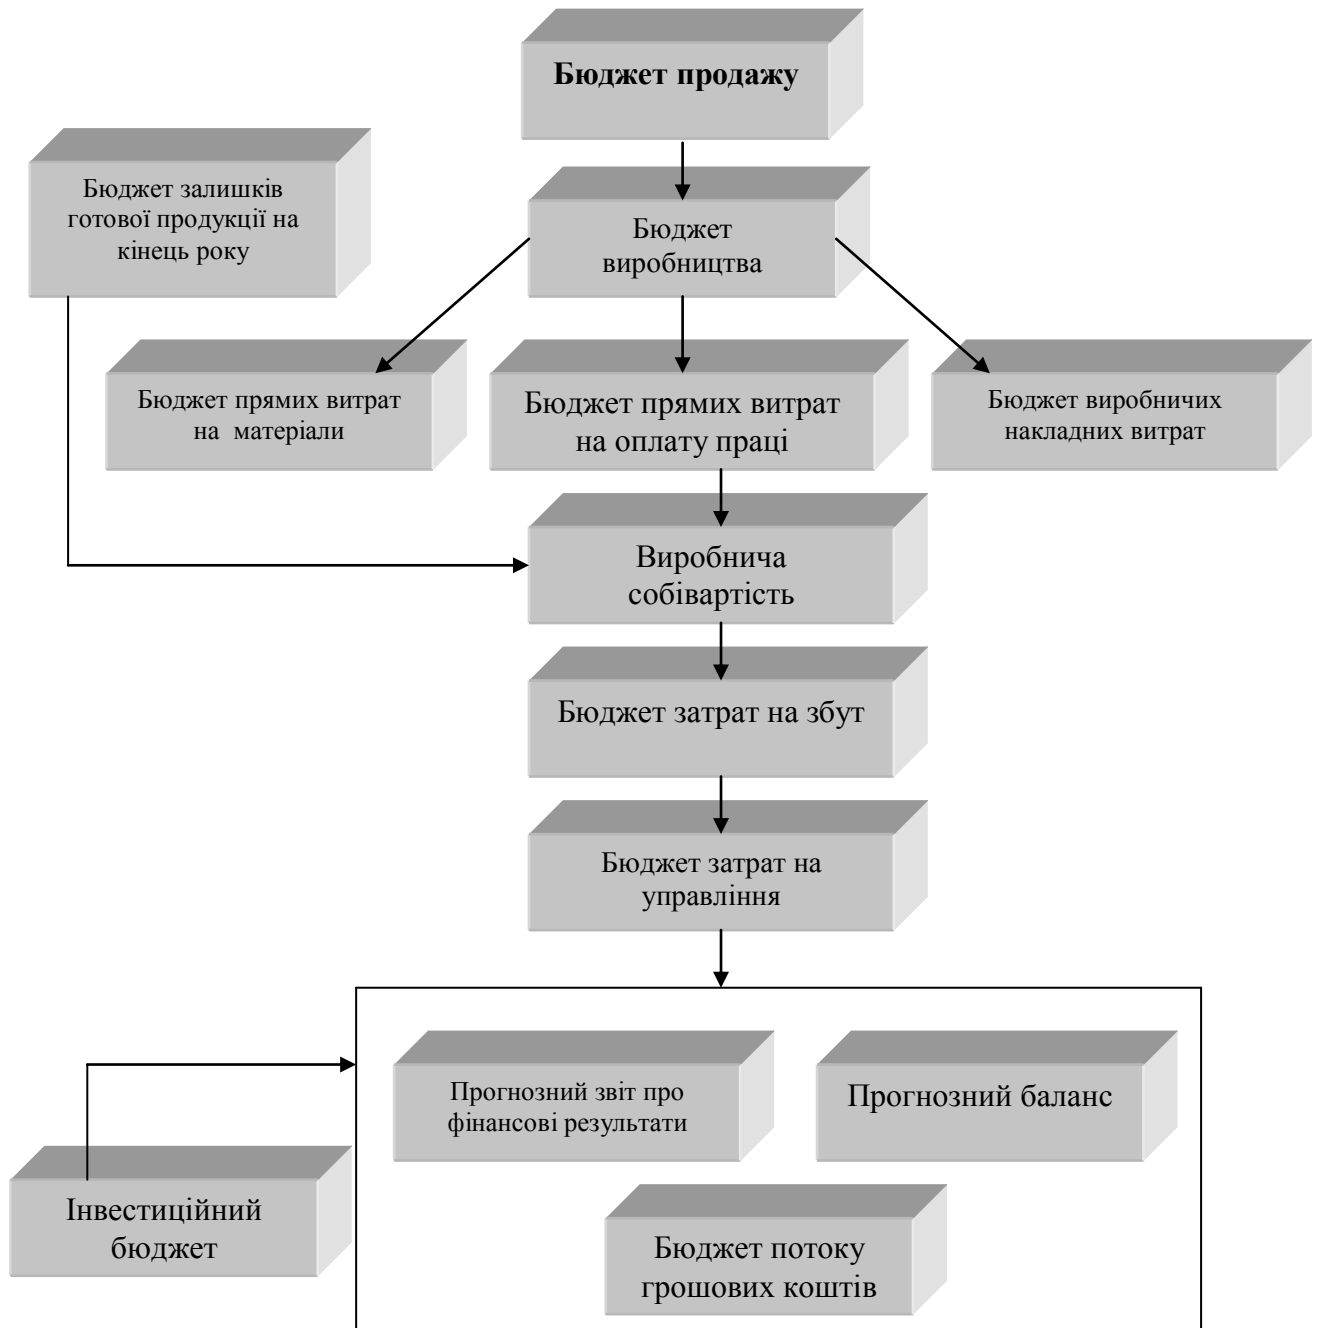 Бюджет продажу
Бюджет залишків
готової продукції на
кінець року
Бюджет
виробництва
Бюджет прямих витрат
на матеріали
Бюджет прямих витрат
на оплату праці
Бюджет виробничих
накладних витрат
Виробнича
собівартість
Бюджет затрат на збут
Бюджет затрат на
управління
Прогнозний звіт про
фінансові результати
Прогнозний баланс
Інвестиційний
бюджет
Бюджет потоку
грошових коштів